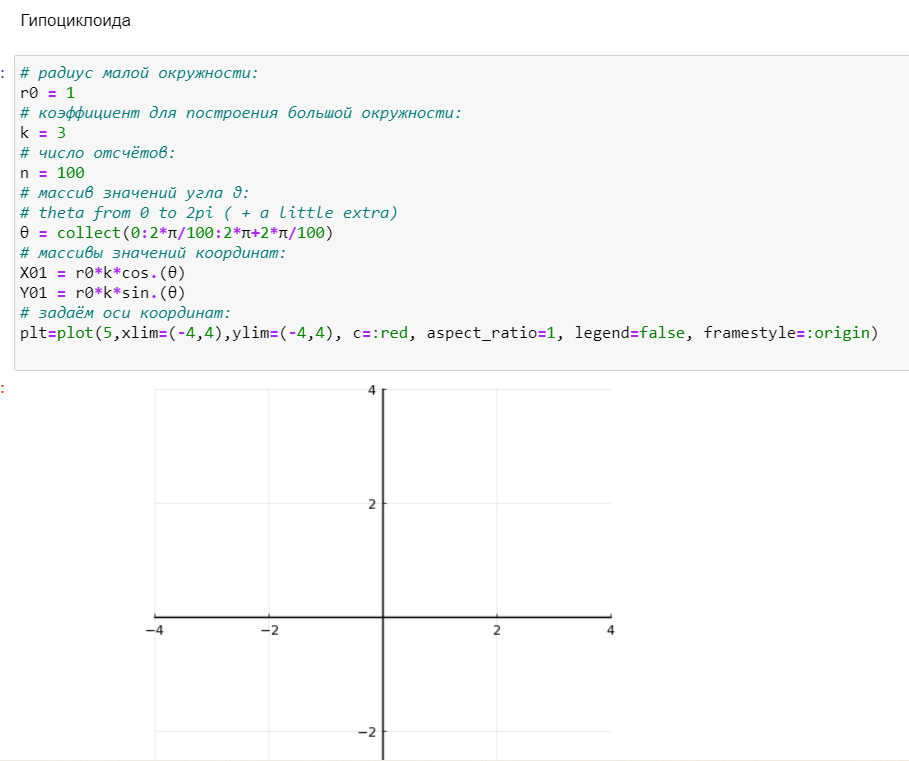 Гипоциклоида
:
# радиус малой окружности:
r0 = 1
# коэффициент для построения большой окружности:
k = 3
# число отсчётов:
n = 100
# массив значений угла θ:
# theta from 0 to 2pi ( + a little extra)
θ = collect(0:2*π/100:2*π+2*π/100)
# массивы значений координат:
X01 = r0*k*cos.(θ)
Y01 = r0*k*sin.(θ)
# задаём оси координат:
plt=plot(5,xlim=(-4,4),ylim=(-4,4), c=:red, aspect_ratio=1, legend=false, framestyle=:origin)
:
4
2
−4 −2 2 4
−2